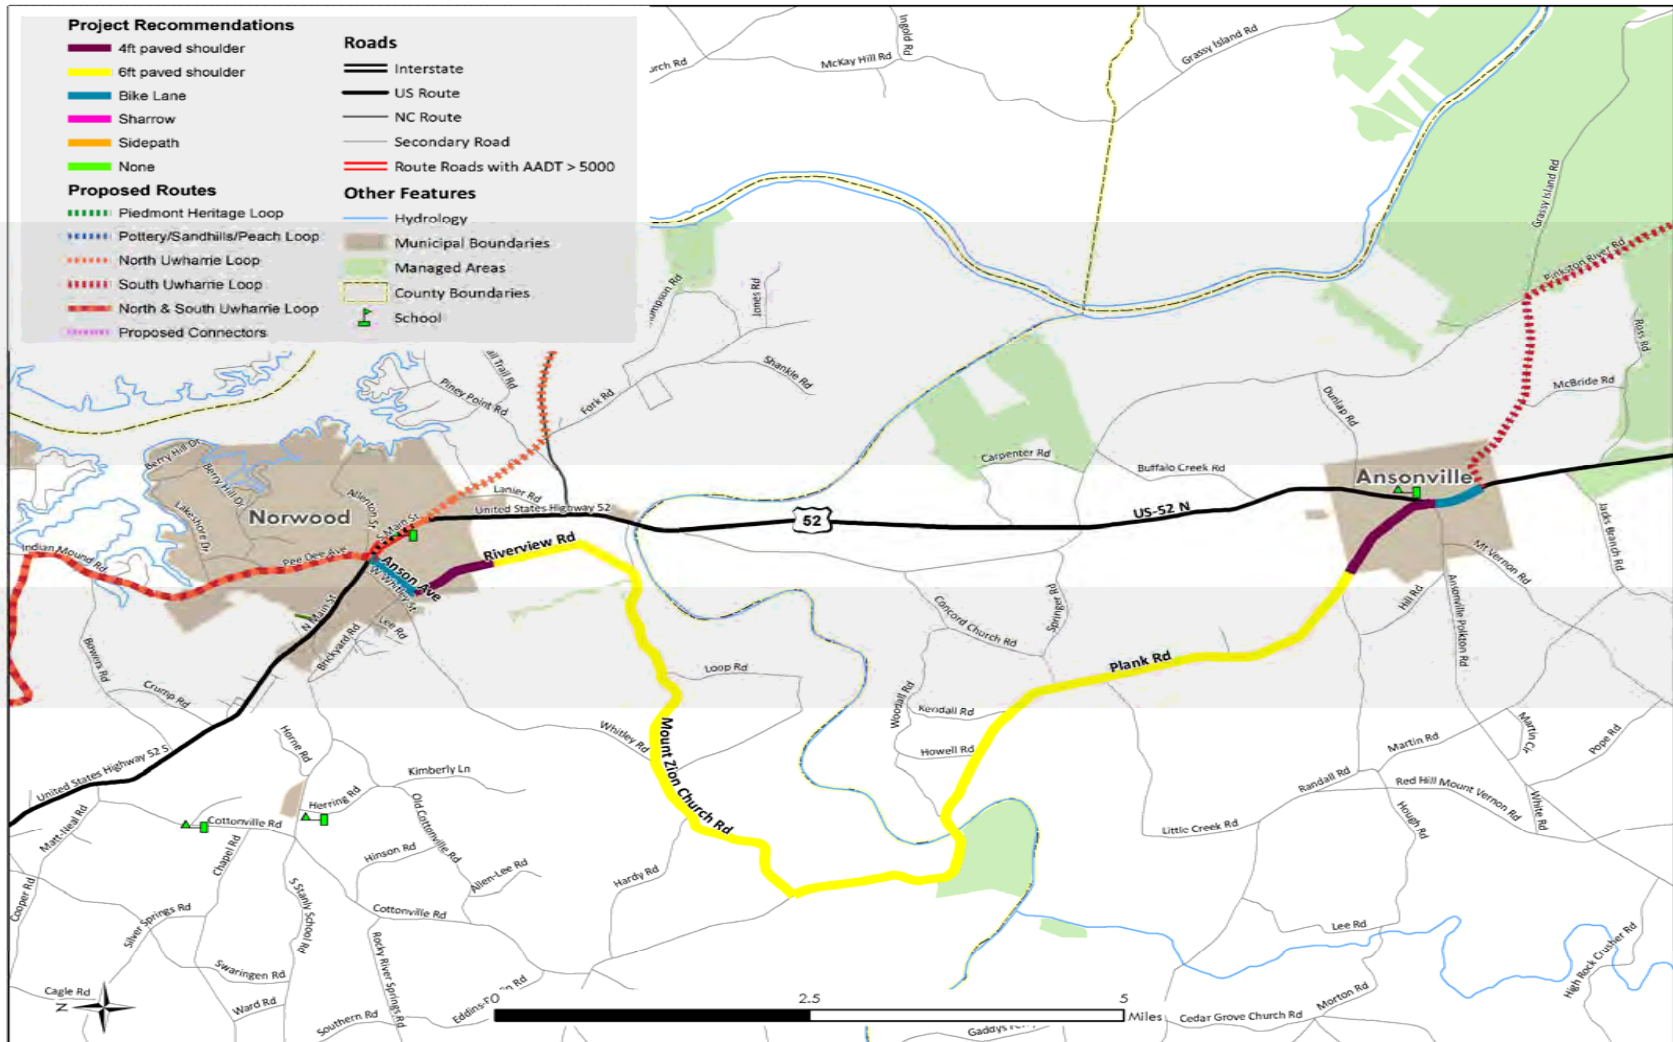 Project Recommendations
4ft paved shoulder
6ft paved shoulder
Bike Lane
Sharrow
Sidepath
None
Proposed Routes
Piedmont Heritage Loop
Pottery/Sandhills/Peach Loop
North Uwharrie Loop
South Uwharrie Loop
North & South Uwharrie Loop
Proposed Connectors
Roads
Interstate
US Route
NC Route
Secondary Road
Route Roads with AADT > 5000
Other Features
Hydrology
Municipal Boundaries
Managed Areas
County Boundaries
School
McKay Hill Rd
Ingold Rd
Grassy Island Rd
Grassy Island Rd
Pinkston River Rd
Ross Rd
McBride Rd
Dunlap Rd
Jones Rd
Shankle Rd
Fork Rd
Piney Point Rd
Trail Rd
Carpenter Rd
Buffalo Creek Rd
Ansonville
Berry Hill Dr
Berry Hill Dr
Lakeshore Dr
Allenton St
Norwood
S Main St
Lanier Rd
United States Highway 52
52
US-52 N
Jacks Branch Rd
Indian Mound Rd
Pee Dee Ave
Anson Ave
Riverview Rd
W Whitley St
N Main St
Lee Rd
Brickyard Rd
Mt Vernon Rd
Hill Rd
Ansonville Polkton Rd
Springer Rd
Concord Church Rd
Plank Rd
Bowers Rd
Crump Rd
Loop Rd
Woodall Rd
Kendall Rd
Howell Rd
Whitley Rd
Mount Zion Church Rd
Horne Rd
Kimberly Ln
United States Highway 52 S
Martin Rd
Martin Cir
Pope Rd
Randall Rd
Red Hill Mount Vernon Rd
White Rd
Hough Rd
Little Creek Rd
Herring Rd
Old Cottonville Rd
Matt-Neal Rd
Cottonville Rd
Chapel Rd
Hinson Rd
Allen-Lee Rd
Hardy Rd
Cooper Rd
Silver Springs Rd
S Stanly School Rd
Cottonville Rd
Rocky River Springs Rd
Lee Rd
High Rock Crusher Rd
Swaringen Rd
Ward Rd
Cagle Rd
Southern Rd
N
0
2.5
5
Miles
Morton Rd
Cedar Grove Church Rd